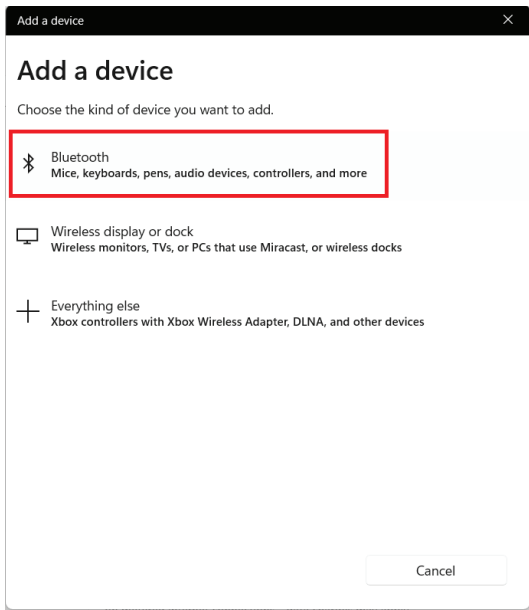 Add a device
Add a device
Choose the kind of device you want to add.
Bluetooth
Mice, keyboards, pens, audio devices, controllers, and more
Wireless display or dock
Wireless monitors, TVs, or PCs that use Miracast, or wireless docks
Everything else
Xbox controllers with Xbox Wireless Adapter, DLNA, and other devices
Cancel